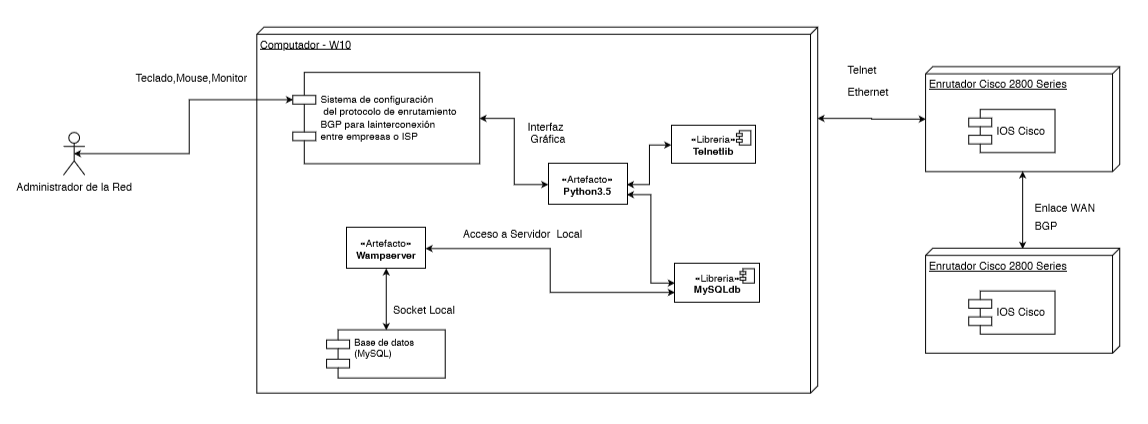 Computador - W10
Teclado,Mouse,Monitor
Sistema de configuración
del protocolo de enrutamiento
BGP para lainterconexión
entre empresas o ISP
Administrador de la Red
Interfaz
Gráfica
«Libreria»
Telnetlib
«Artefacto»
Python3.5
Acceso a Servidor Local
«Artefacto»
Wampserver
«Libreria»
MySQLdb
Socket Local
Base de datos
(MySQL)
Telnet
Ethernet
Enrutador Cisco 2800 Series
IOS Cisco
Enlace WAN
BGP
Enrutador Cisco 2800 Series
IOS Cisco